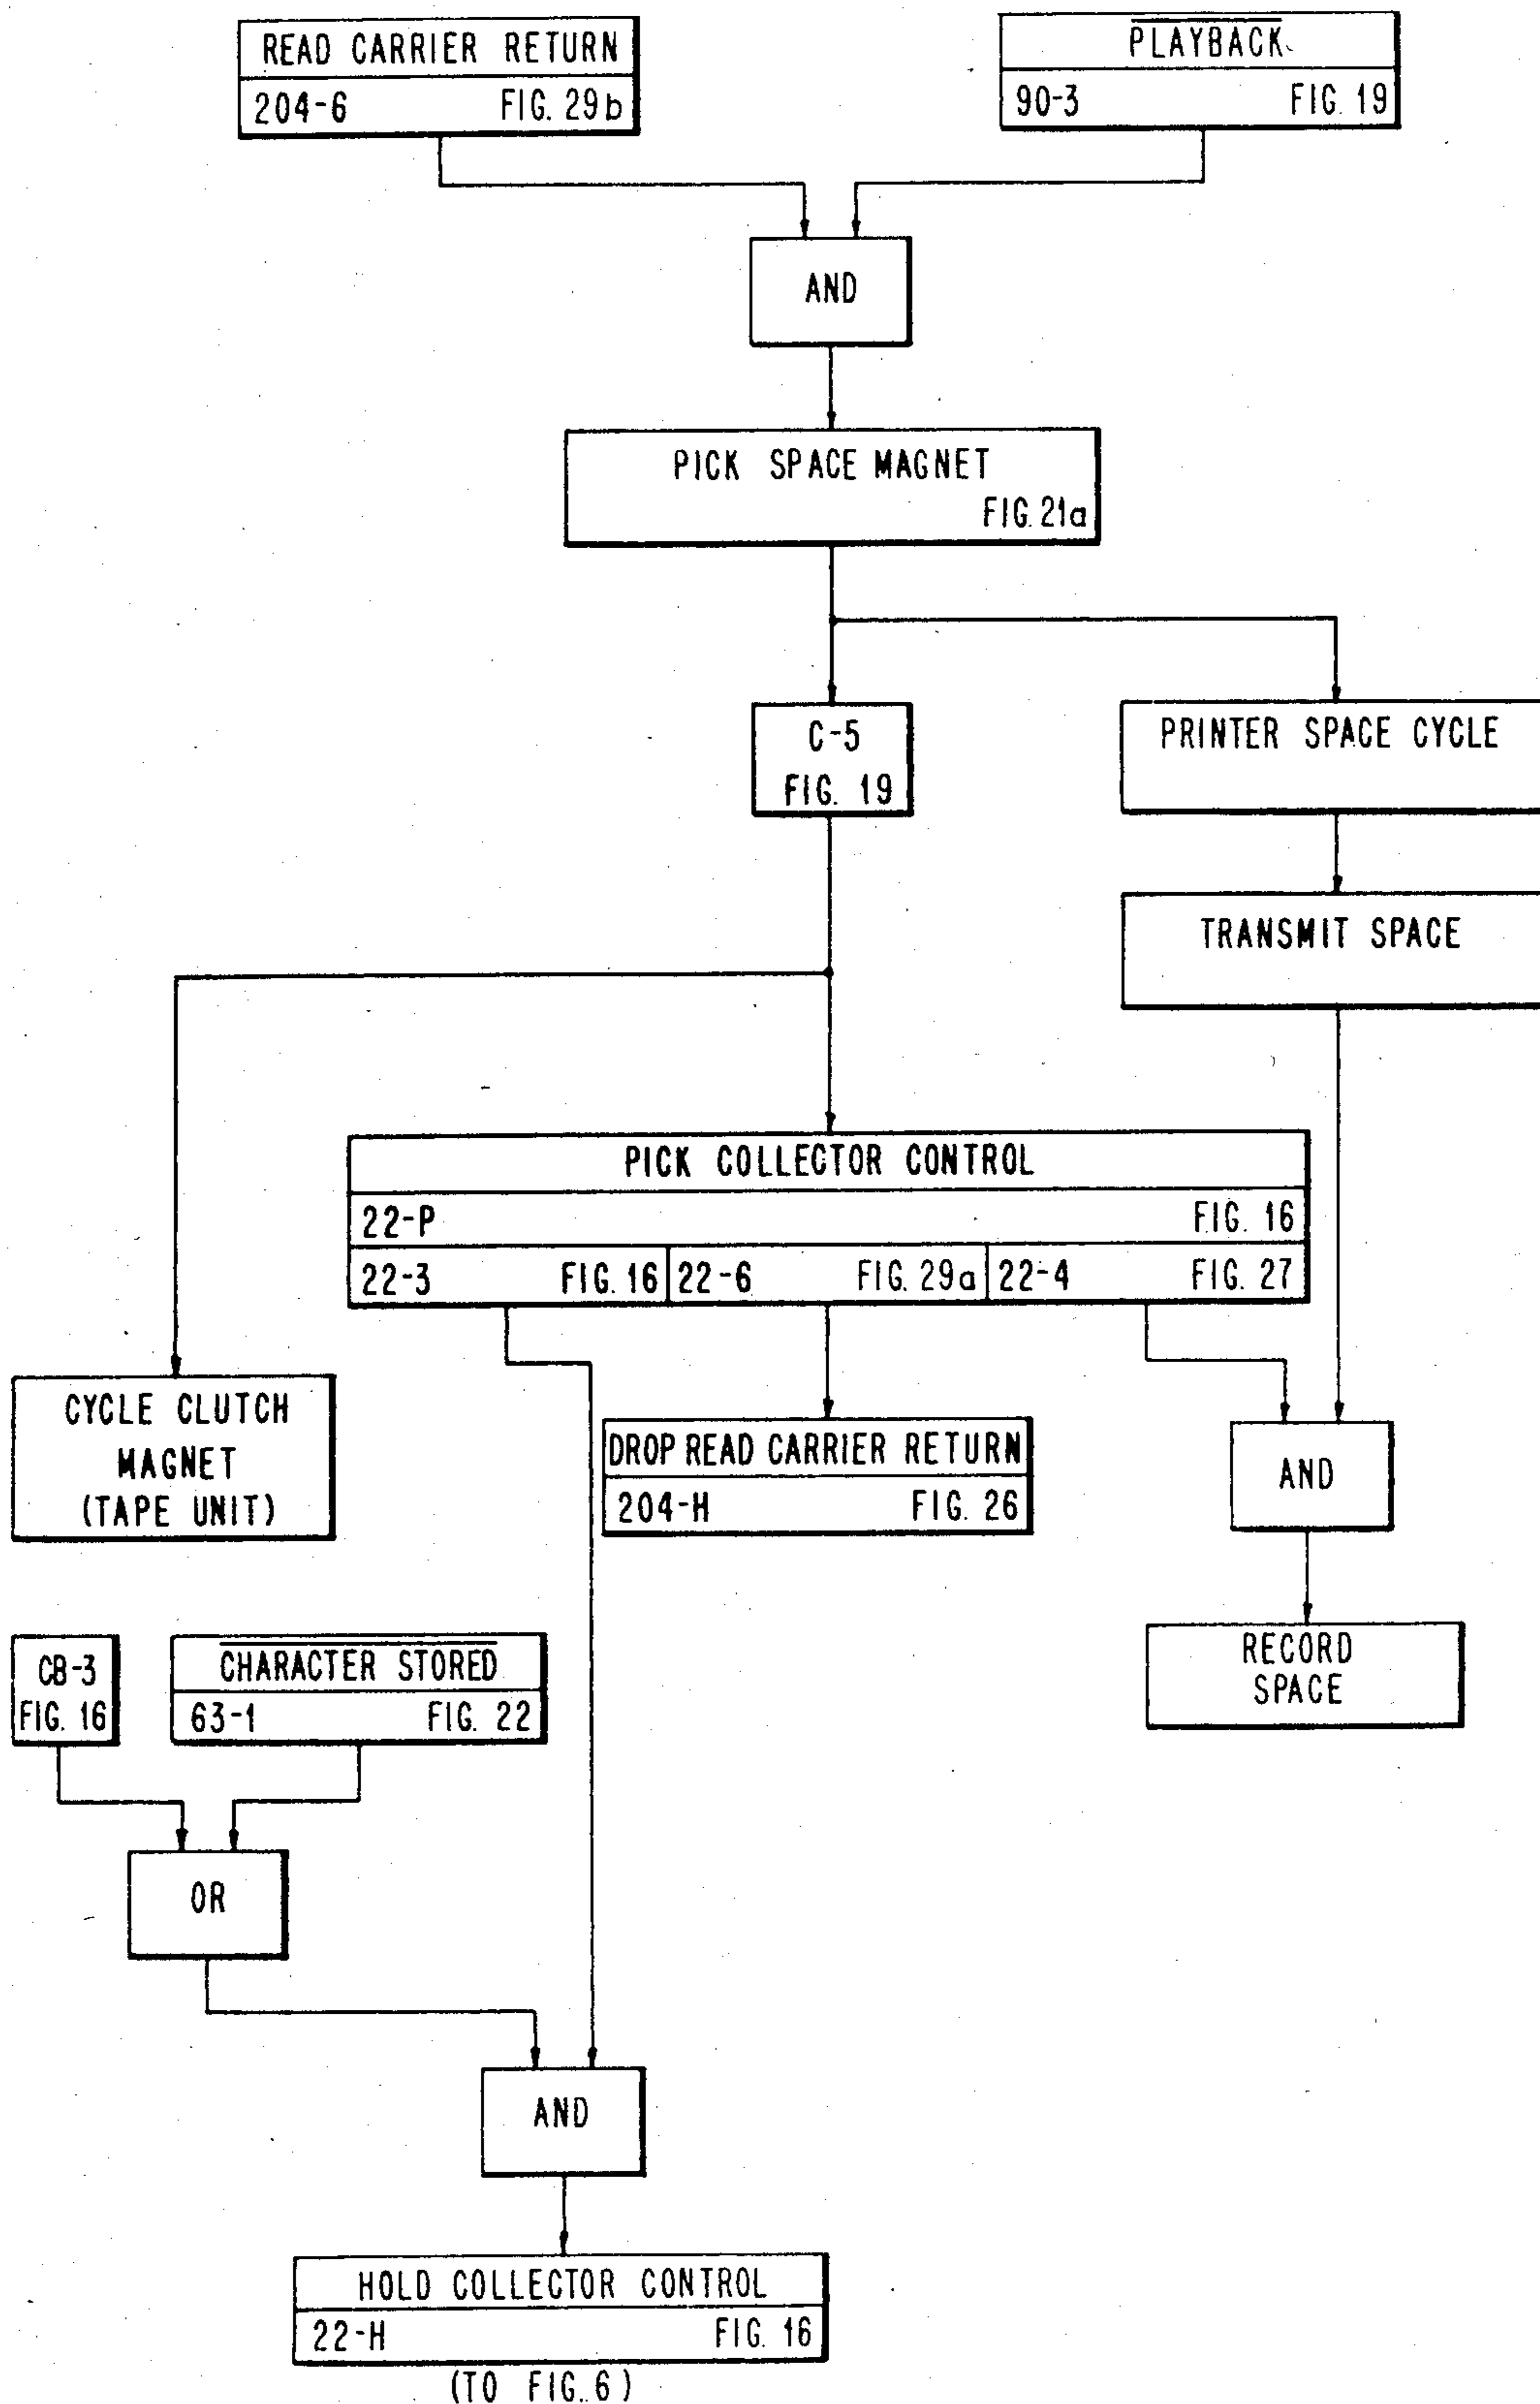 READ CARRIER RETURN
204-6 FIG. 29b
PLAYBACK
90-3 FIG. 19
AND
PICK SPACE MAGNET
FIG. 21a
C-5
FIG. 19
PRINTER SPACE CYCLE
TRANSMIT SPACE
PICK COLLECTOR CONTROL
22-P FIG. 16
22-3 FIG. 16 22-6 FIG. 29a 22-4 FIG. 27
CYCLE CLUTCH
MAGNET
(TAPE UNIT)
DROP READ CARRIER RETURN
204-H FIG. 26
AND
RECORD
SPACE
CB-3
FIG. 16
CHARACTER STORED
63-1 FIG. 22
OR
AND
HOLD COLLECTOR CONTROL
22-H FIG. 16
(TO FIG. 6)